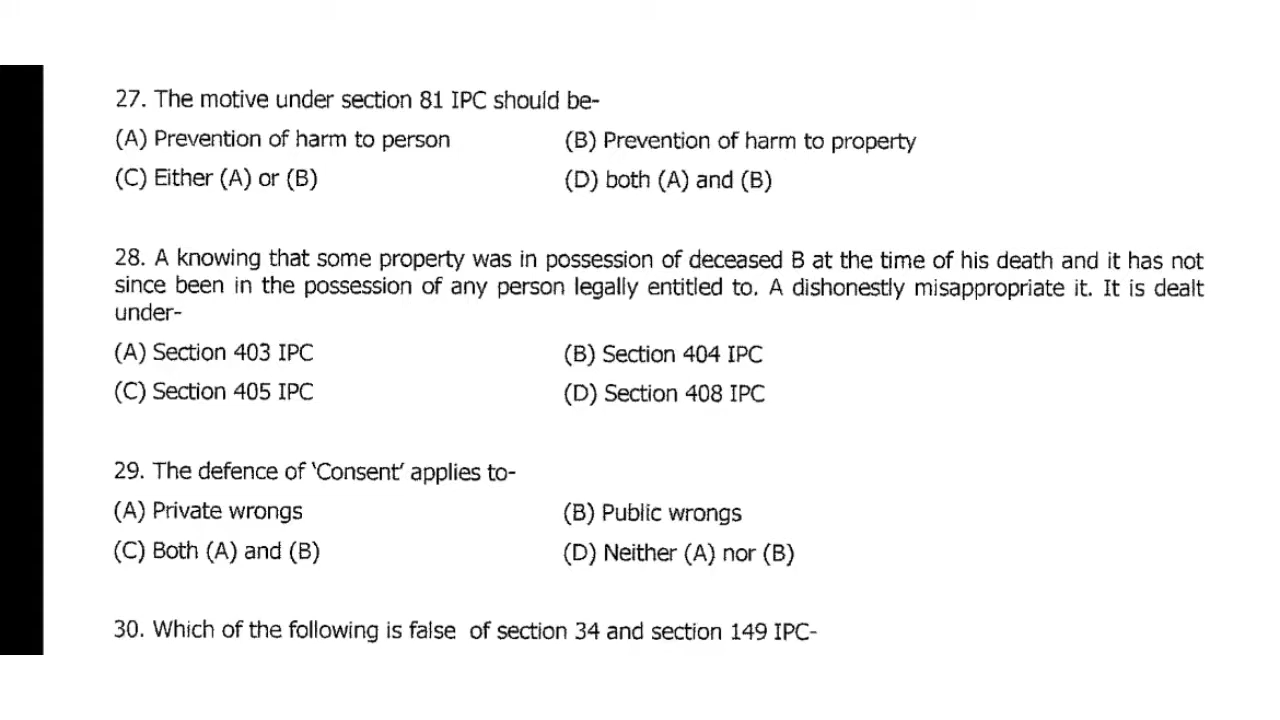 27. The motive under section 81 IPC should be-
(A) Prevention of harm to person (B) Prevention of harm to property
(C) Either (A) or (B) (D) both (A) and (B)
28. A knowing that some property was in possession of deceased B at the time of his death and it has not
since been in the possession of any person legally entitled to. A dishonestly misappropriate it. It is dealt
under-
(A) Section 403 IPC (B) Section 404 IPC
(C) Section 405 IPC (D) Section 408 IPC
29. The defence of ‘Consent’ applies to-
(A) Private wrongs (B) Public wrongs
(C) Both (A) and (B) (D) Neither (A) nor (B)
30. Which of the following is false of section 34 and section 149 IPC-